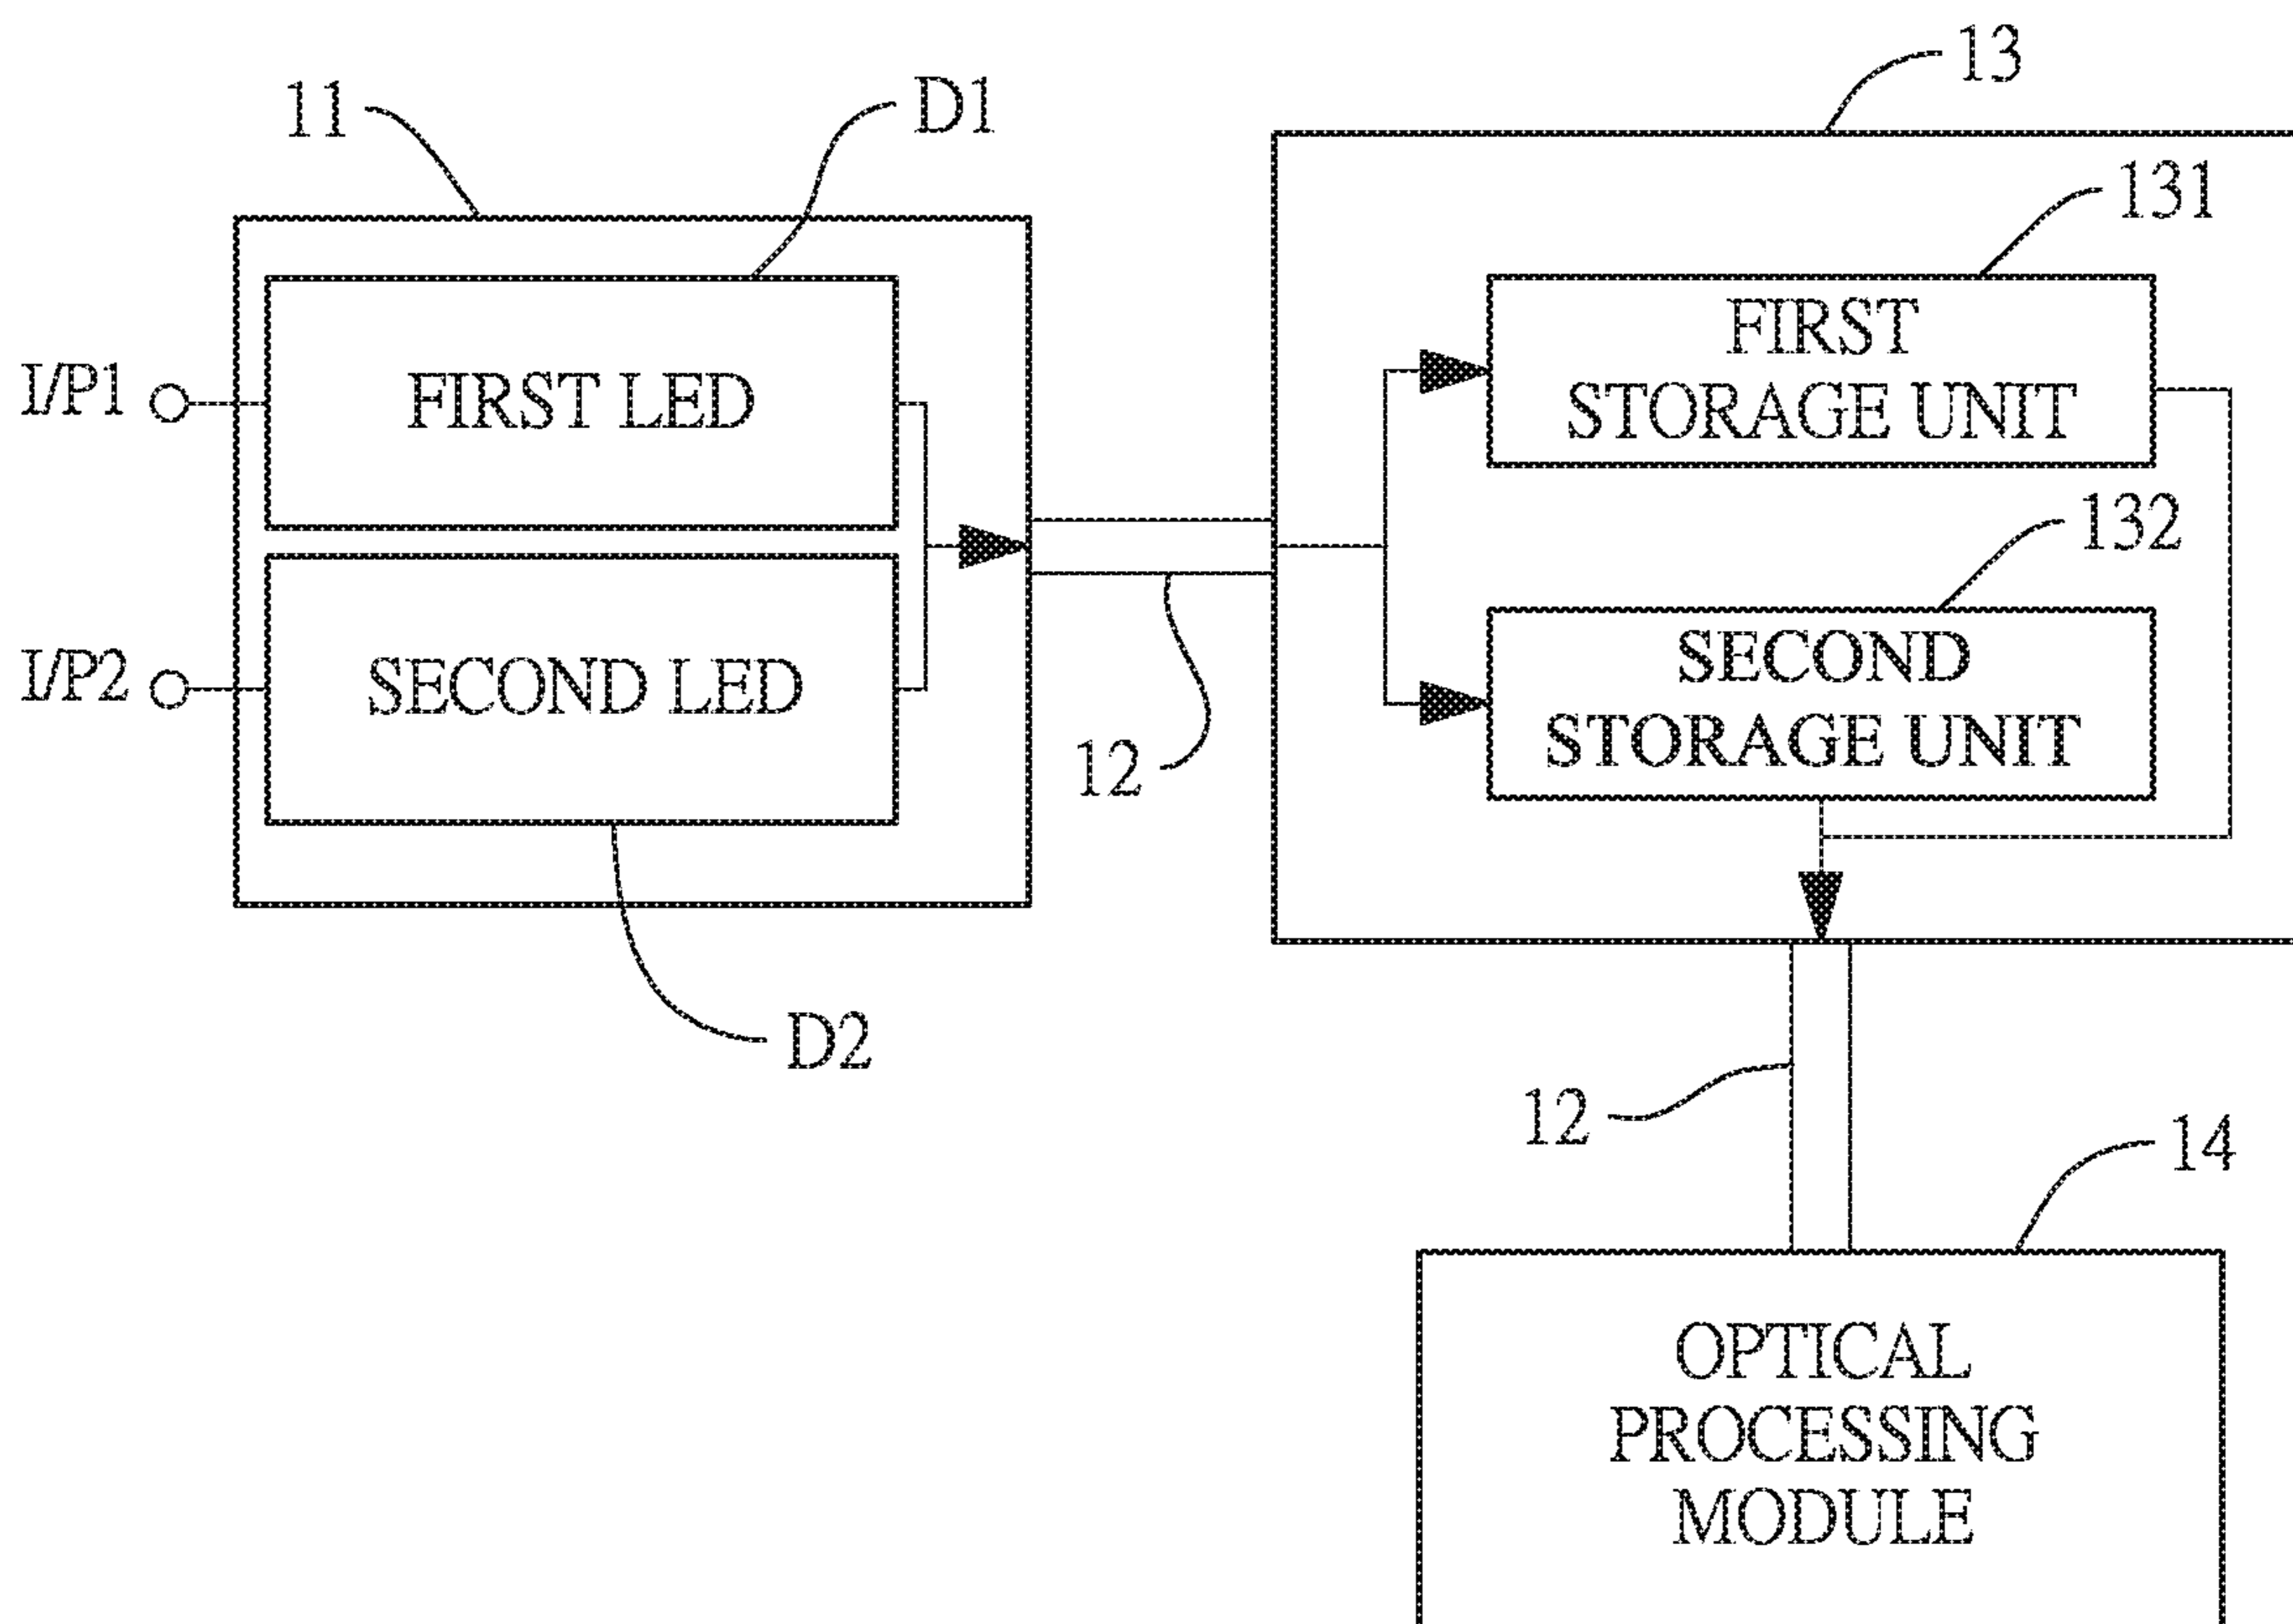 13
D1
11
131
FIRST
STORAGE UNIT
I/P1
FIRST LED
132
SECOND
STORAGE UNIT
I/P2
SECOND LED
12
D2
12
14
OPTICAL
PROCESSING
MODULE